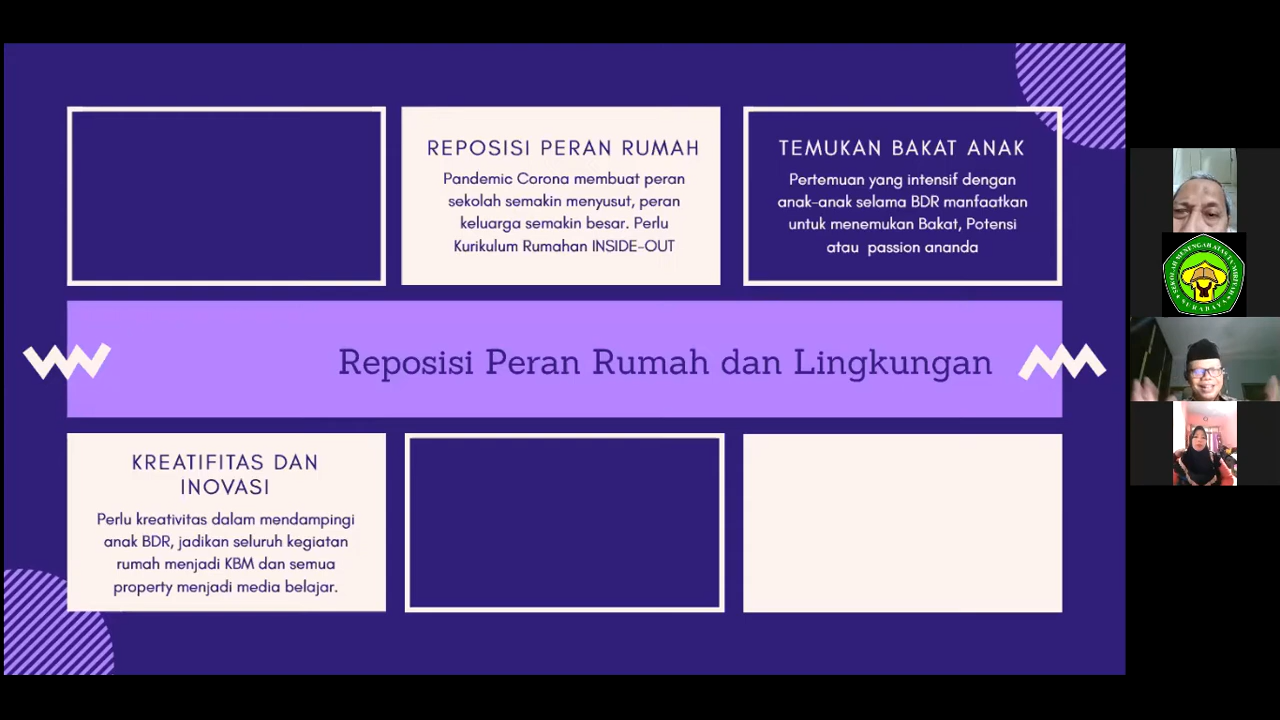 REPOSISI PERAN RUMAH
Pandemic Corona membuat peran
sekolah semakin menyusut, peran
keluarga semakin besar. Perlu
Kurikulum Rumahan INSIDE-OUT
TEMUKAN BAKAT ANAK
Pertemuan yang intensif dengan
anak-anak selama BDR manfaatkan
untuk menemukan Bakat, Potensi
atau passion ananda
Reposisi Peran Rumah dan Lingkungan
KREATIFITAS DAN
INOVASI
Perlu kreativitas dalam mendampingi
anak BDR, jadikan seluruh kegiatan
rumah menjadi KBM dan semua
property menjadi media belajar.
SURABAYA